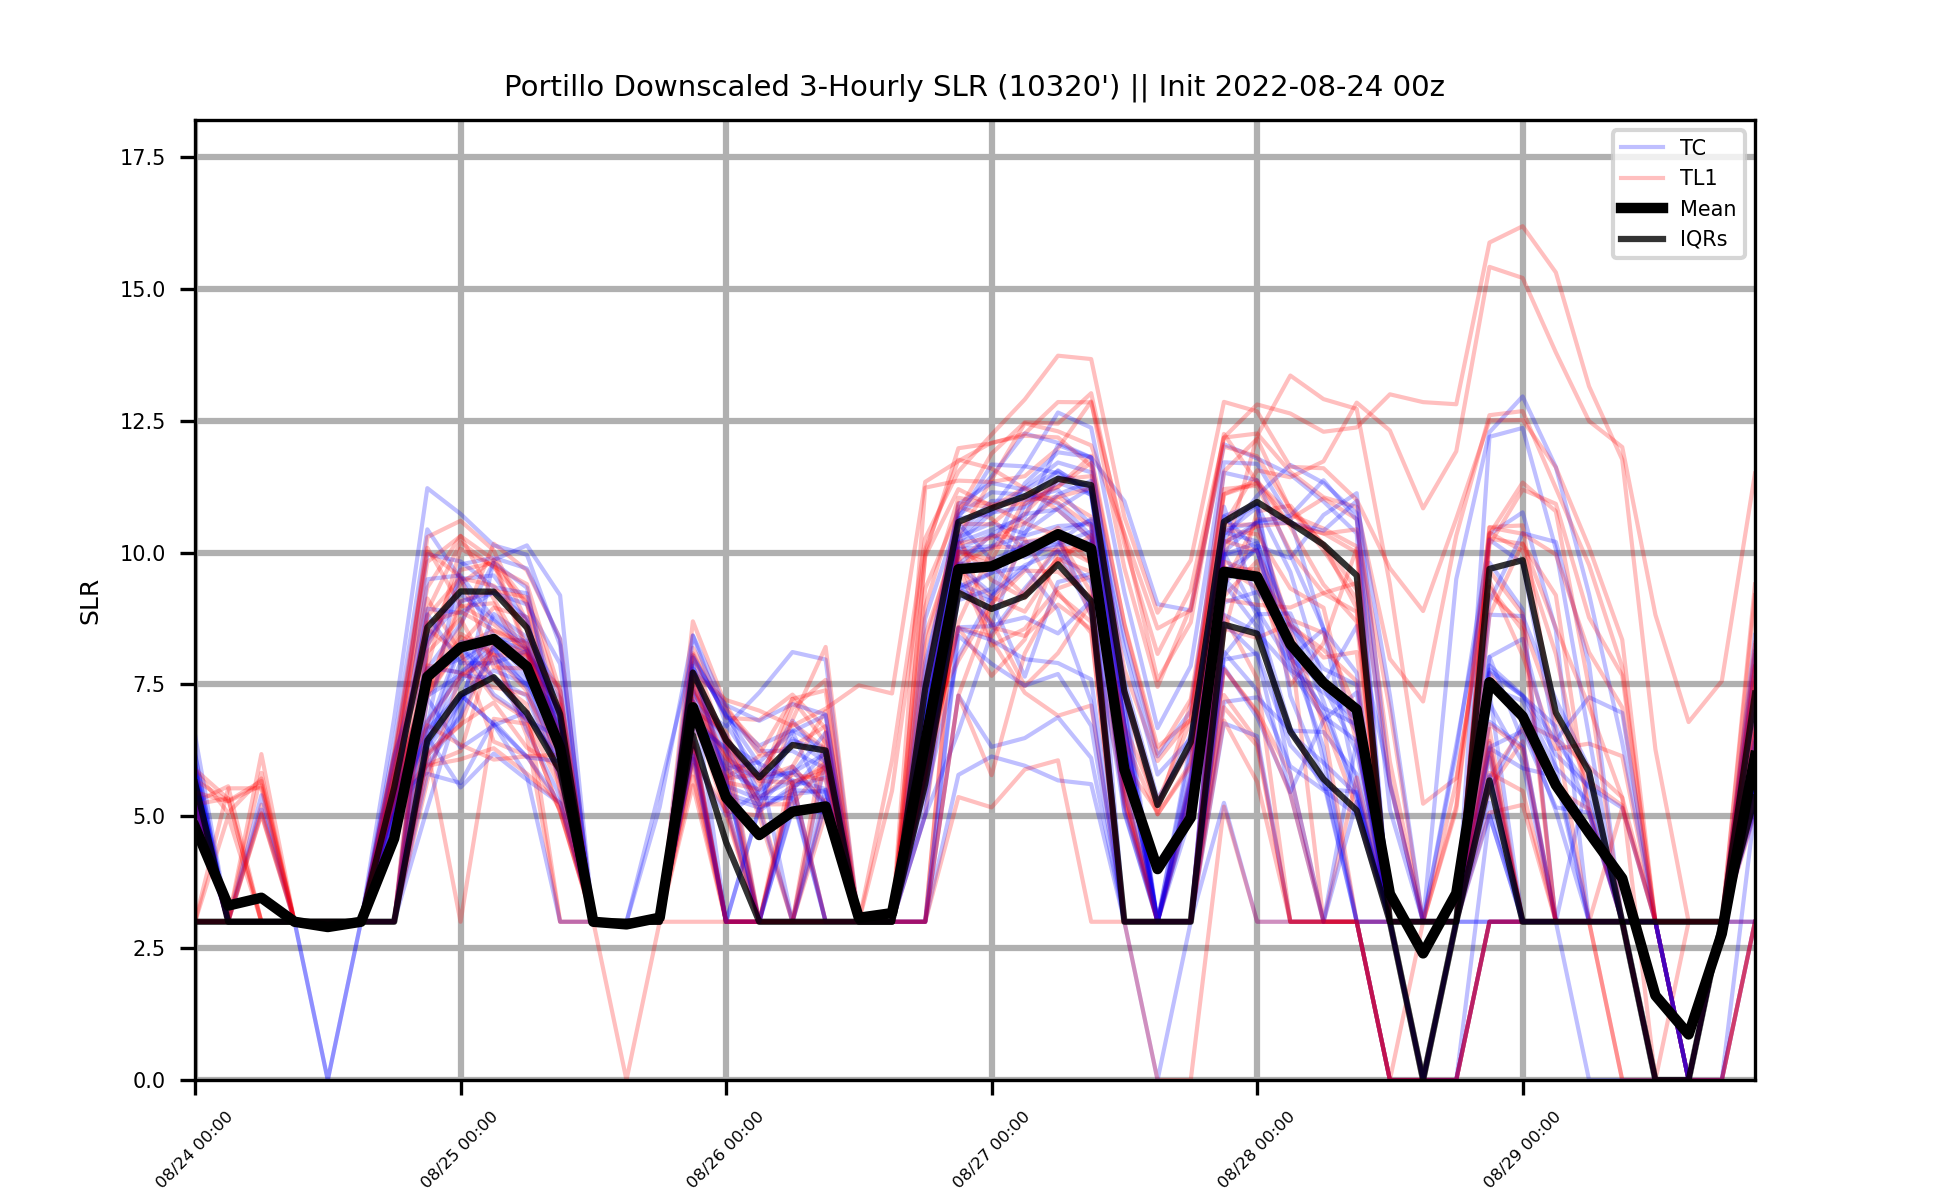 Portillo Downscaled 3-Hourly SLR (10320') || Init 2022-08-24 00z
TC
TL1
Mean
IQRs
SLR
17.5
15.0
12.5
10.0
7.5
5.0
2.5
0.0
08/24 00:00
08/25 00:00
08/26 00:00
08/27 00:00
08/28 00:00
08/29 00:00